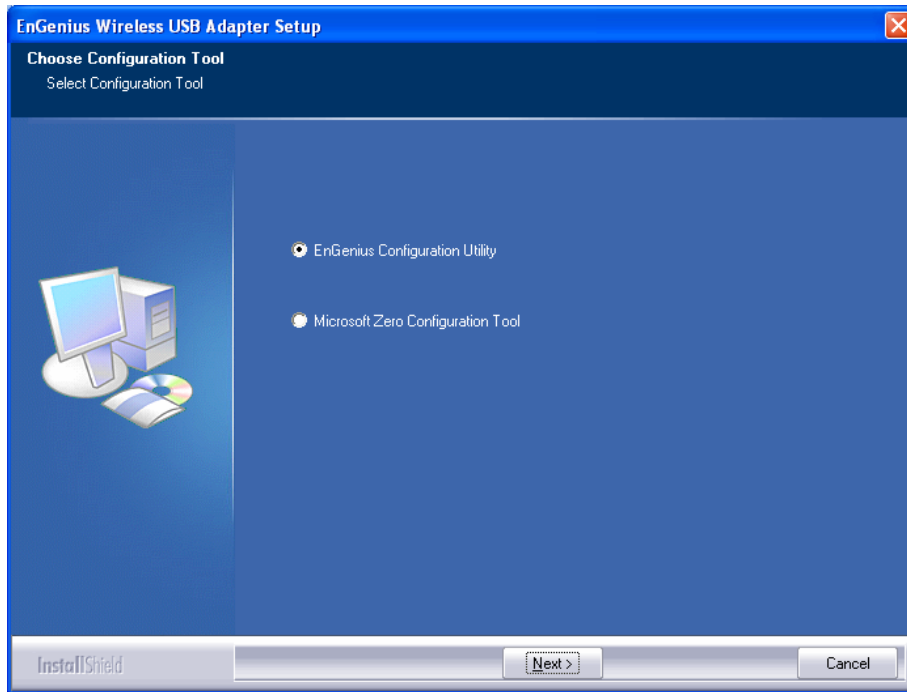 EnGenius Wireless USB Adapter Setup
Choose Configuration Tool
Select Configuration Tool
EnGenius Configuration Utility
Microsoft Zero Configuration Tool
InstallShield
Next >
Cancel